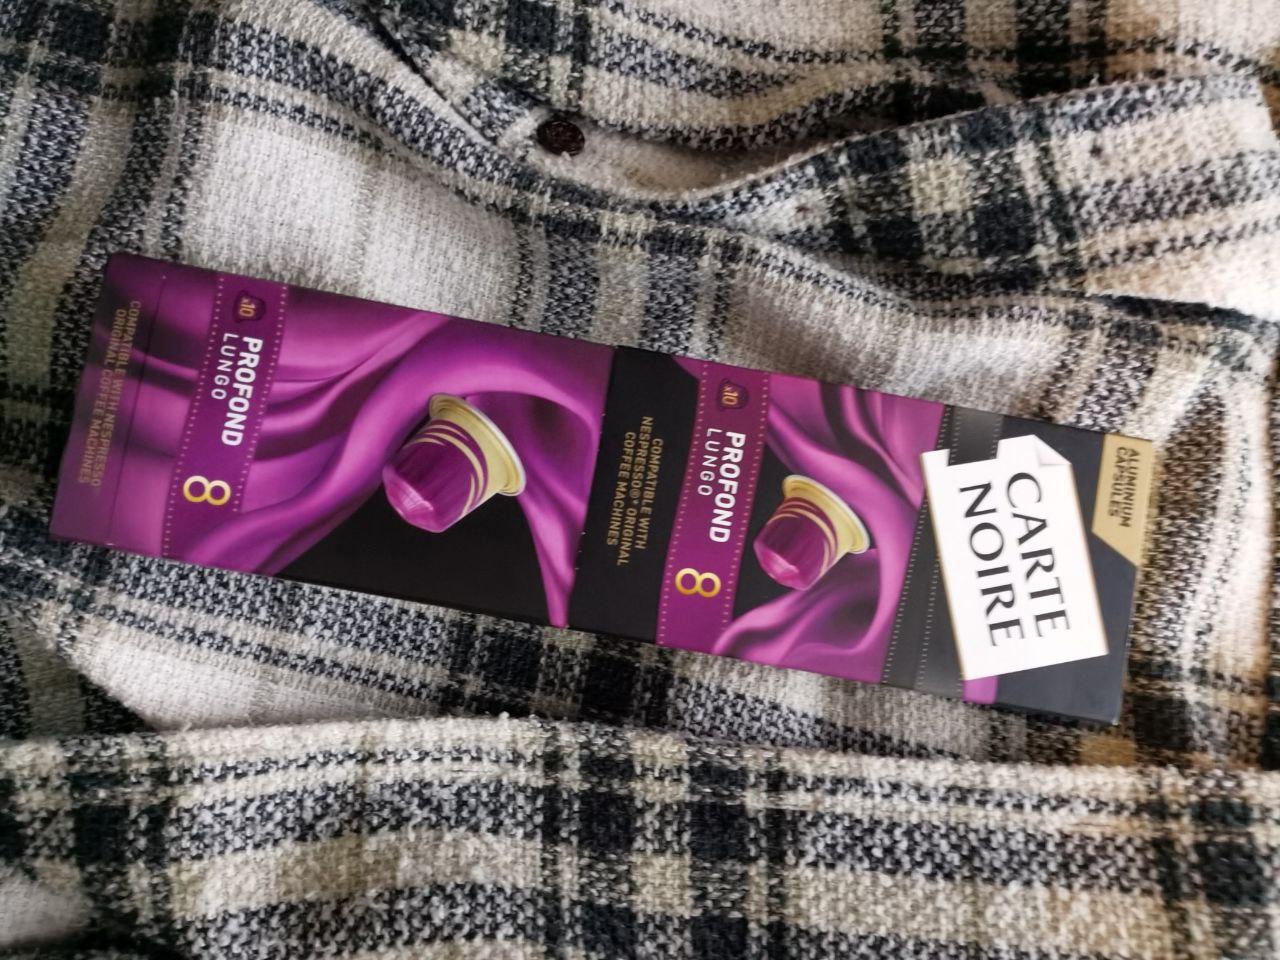 ALUMINIUM
CAPSULES
CARTE
NOIRE
x10
PROFOND
LUNGO
8
COMPATIBLE WITH
NESPRESSO®* ORIGINAL
COFFEE MACHINES
x10
PROFOND
LUNGO
8
COMPATIBLE WITH NESPRESSO
ORIGINAL COFFEE MACHINES